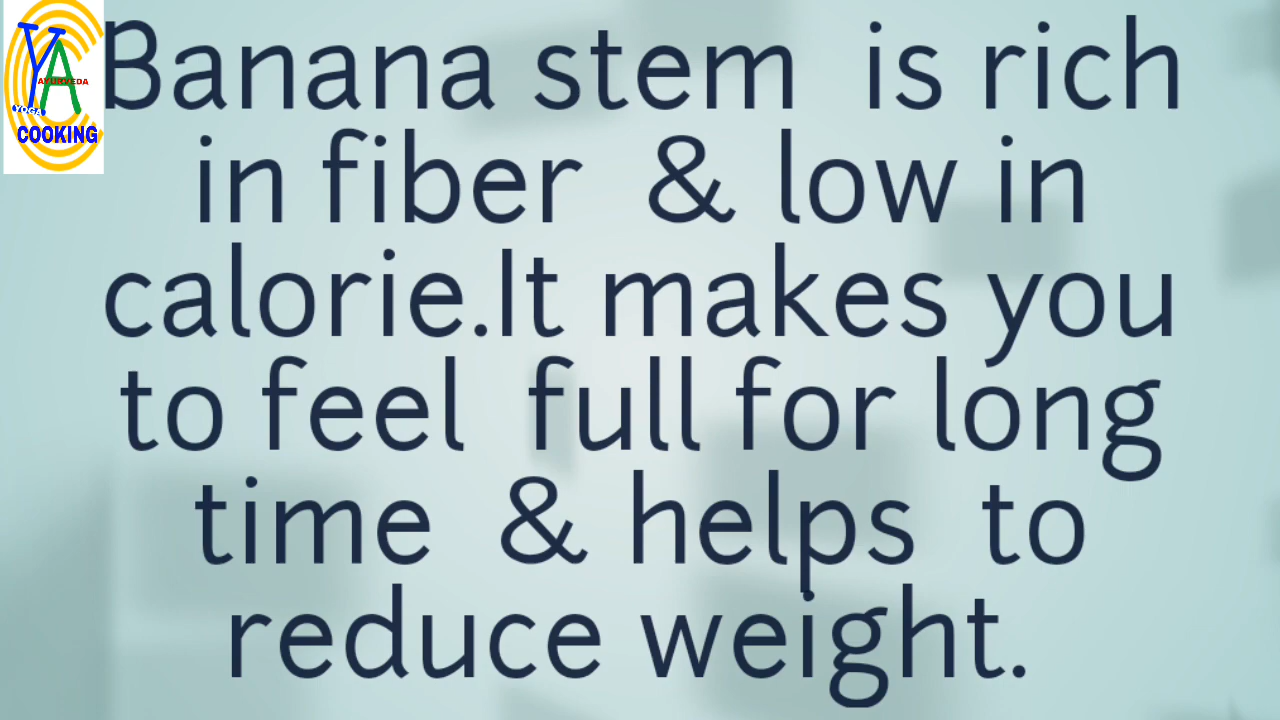 YA
AYURVEDA
YOGA
COOKING
Banana stem is rich
in fiber & low in
calorie.It makes you
to feel full for long
time & helps to
reduce weight.